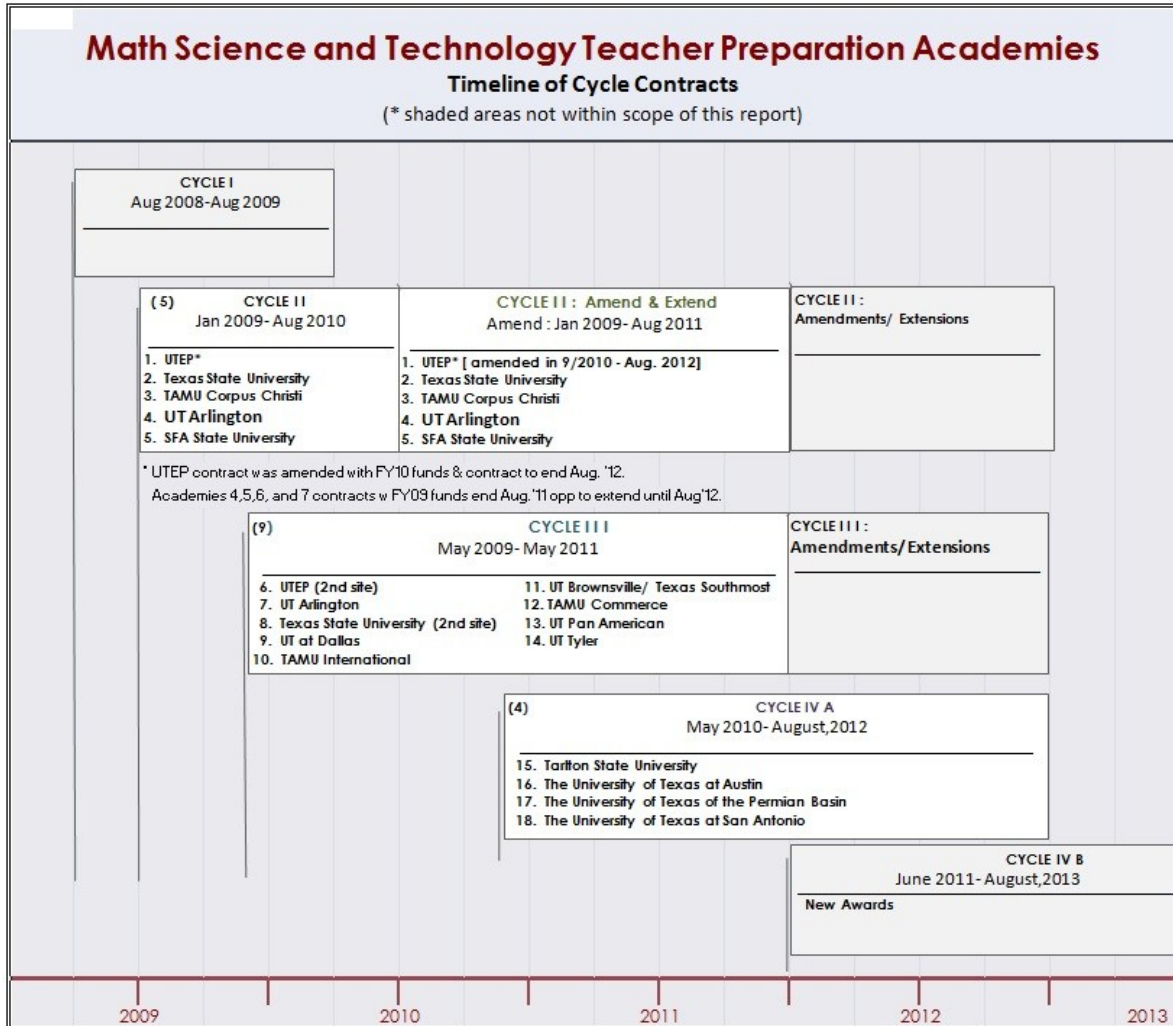 Math Science and Technology Teacher Preparation Academies
Timeline of Cycle Contracts
(* shaded areas not within scope of this report)
CYCLE I
Aug 2008-Aug 2009
(5) CYCLE II
Jan 2009- Aug 2010
1. UTEP*
2. Texas State University
3. TAMU Corpus Christi
4. UT Arlington
5. SFA State University
CYCLE II : Amend & Extend
Amend : Jan 2009- Aug 2011
1. UTEP* [ amended in 9/2010 - Aug. 2012]
2. Texas State University
3. TAMU Corpus Christi
4. UT Arlington
5. SFA State University
CYCLE II :
Amendments/ Extensions
* UTEP contract was amended with FY10 funds & contract to end Aug. '12.
Academies 4,5,6, and 7 contracts w FY09 funds end Aug.'11 opp to extend until Aug'12.
(9) CYCLE III
May 2009- May 2011
6. UTEP (2nd site)
7. UT Arlington
8. Texas State University (2nd site)
9. UT at Dallas
10. TAMU International
11. UT Brownsville/ Texas Southmost
12. TAMU Commerce
13. UT Pan American
14. UT Tyler
CYCLE III :
Amendments/Extensions
(4) CYCLE IV A
May 2010- August,2012
15. Tarlton State University
16. The University of Texas at Austin
17. The University of Texas of the Permian Basin
18. The University of Texas at San Antonio
CYCLE IV B
June 2011- August,2013
New Awards
2009 2010 2011 2012 2013